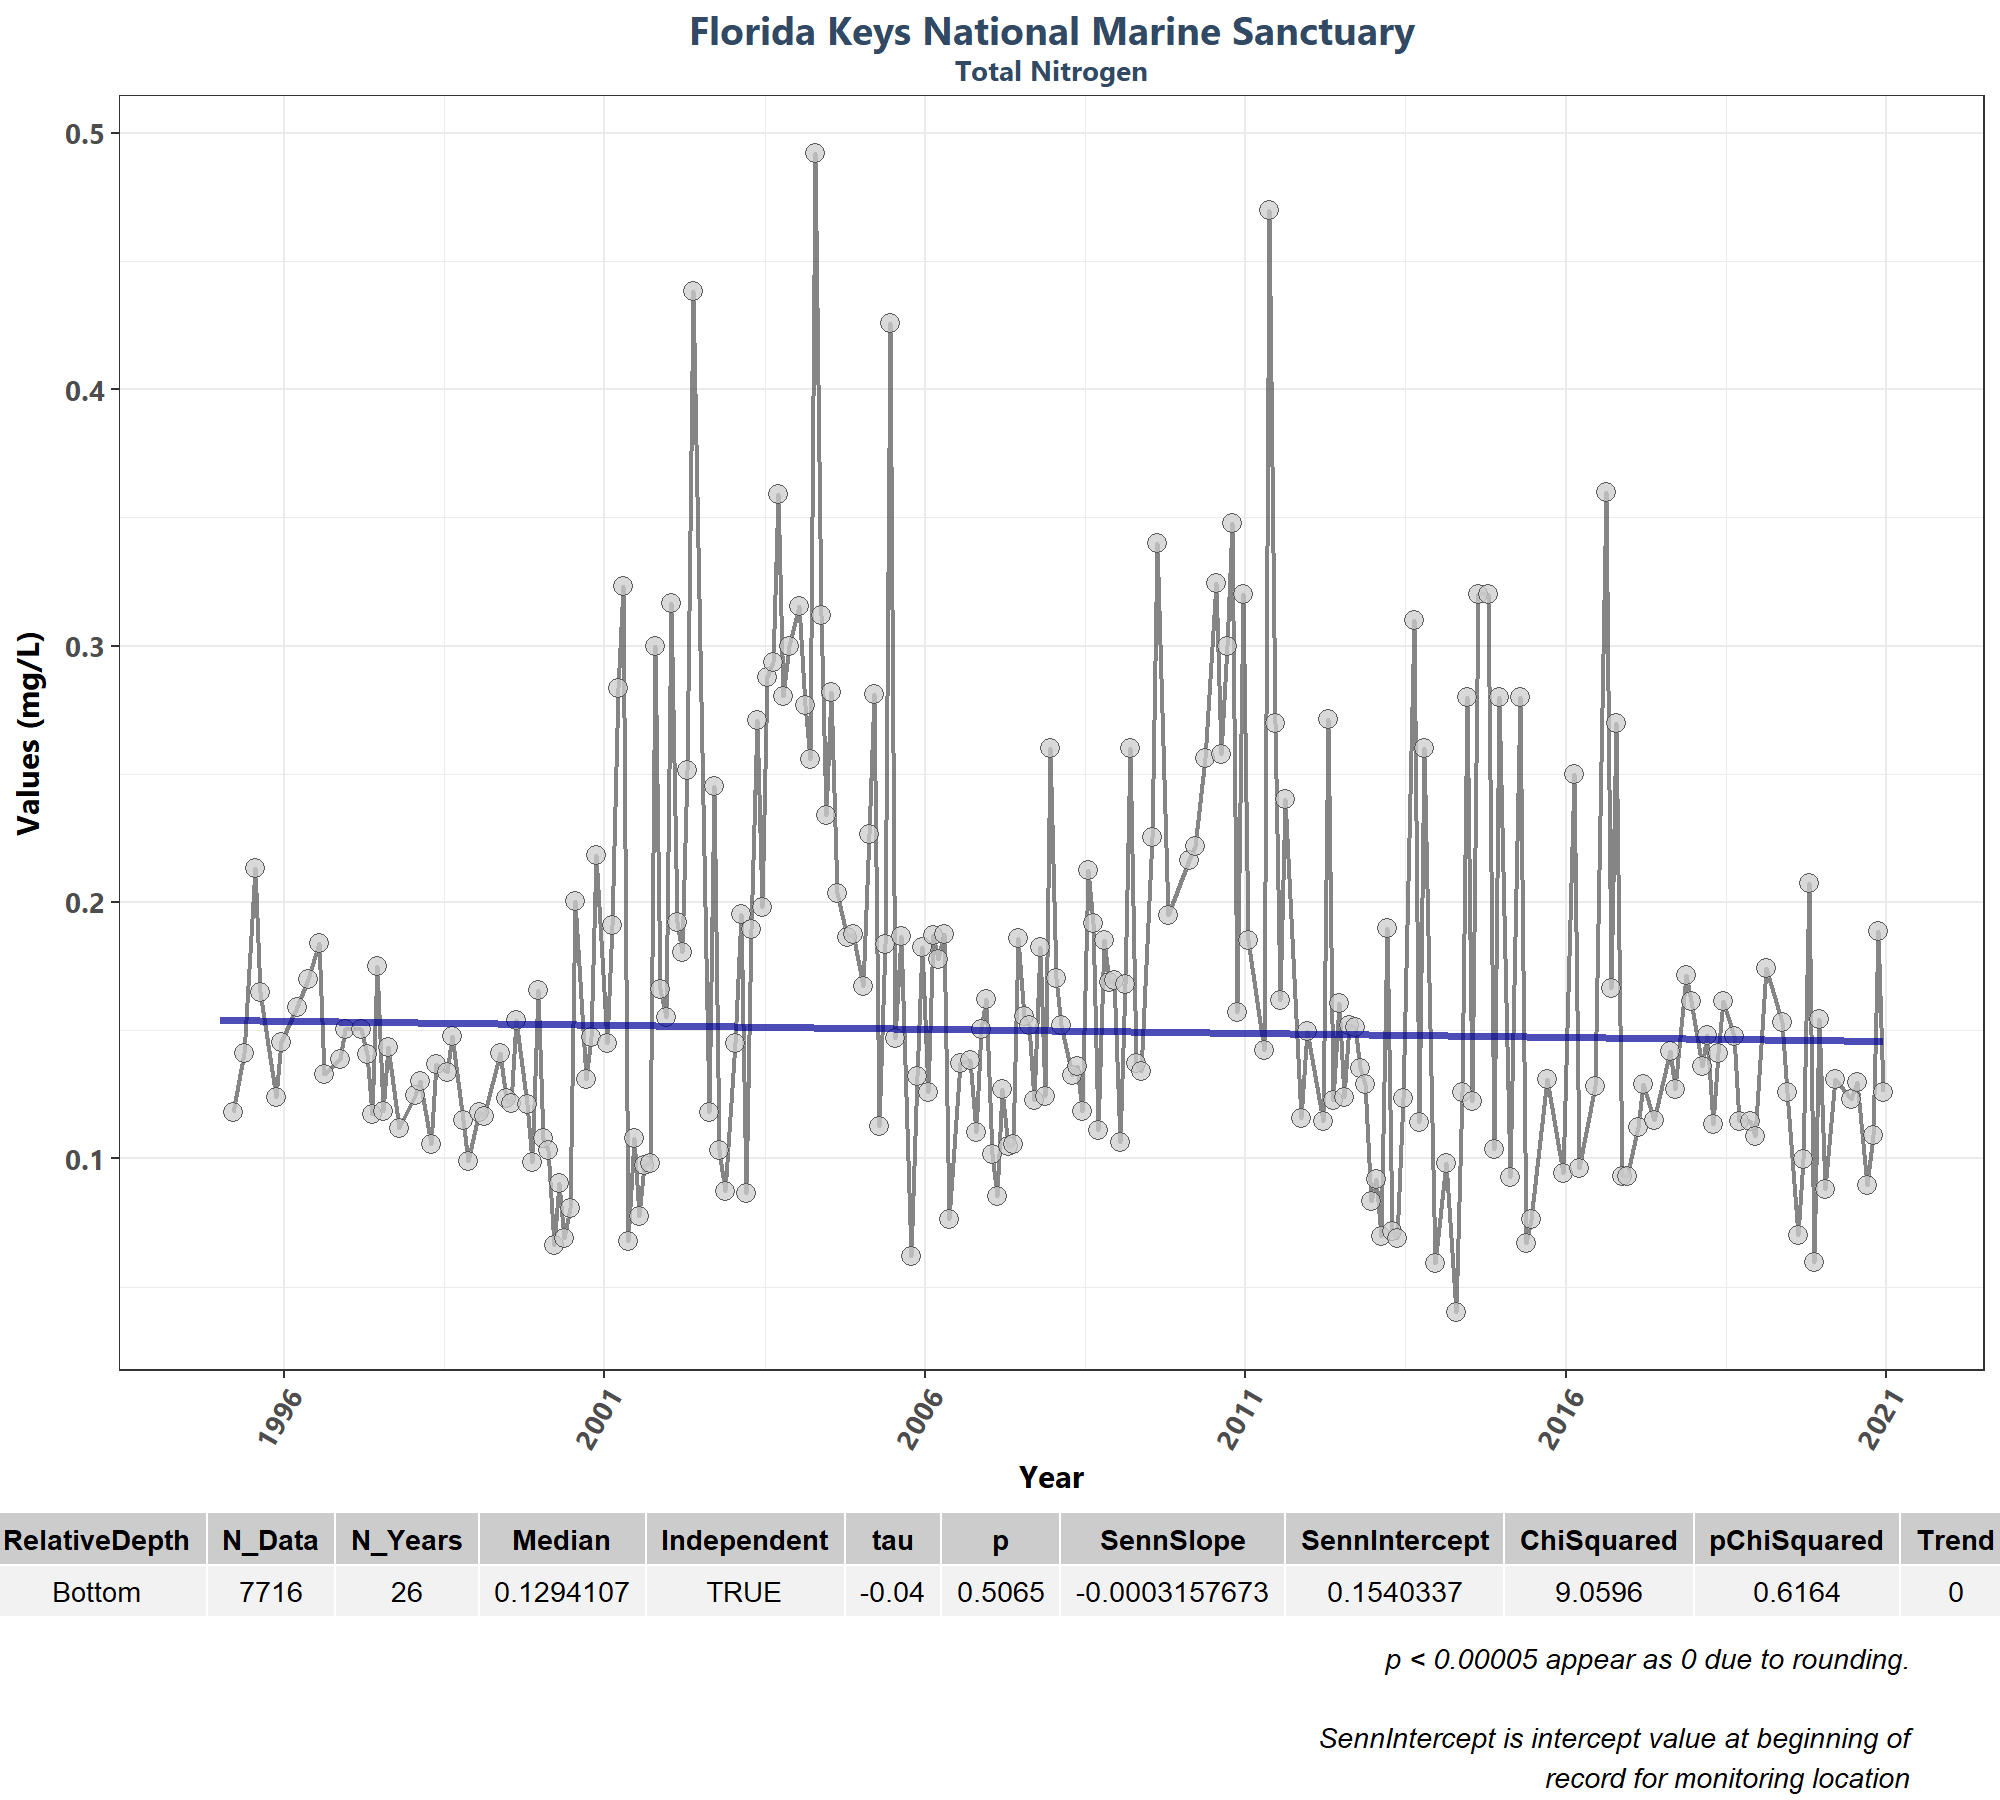 Florida Keys National Marine Sanctuary
Total Nitrogen
Values (mg/L)
0.5
0.4
0.3
0.2
0.1
1996 2001 2006 2011 2016 2021
Year
RelativeDepth N_Data N_Years Median Independent tau p SennSlope SennIntercept ChiSquared pChiSquared Trend
Bottom 7716 26 0.1294107 TRUE -0.04 0.5065 -0.0003157673 0.1540337 9.0596 0.6164 0
p < 0.00005 appear as 0 due to rounding.
SennIntercept is intercept value at beginning of
record for monitoring location